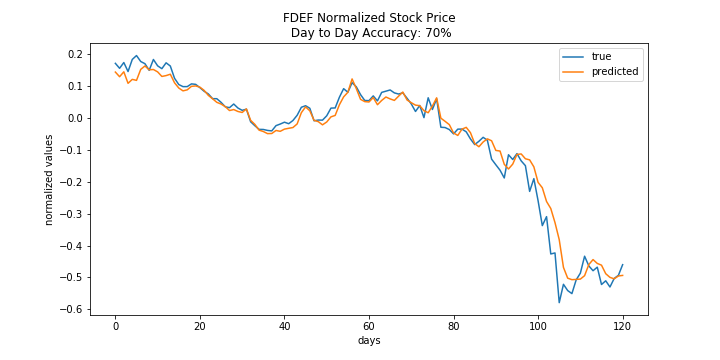 FDEF Normalized Stock Price
Day to Day Accuracy: 70%
true
predicted
normalized values
0.2
0.1
0.0
−0.1
−0.2
−0.3
−0.4
−0.5
−0.6
0
20
40
60
80
100
120
days